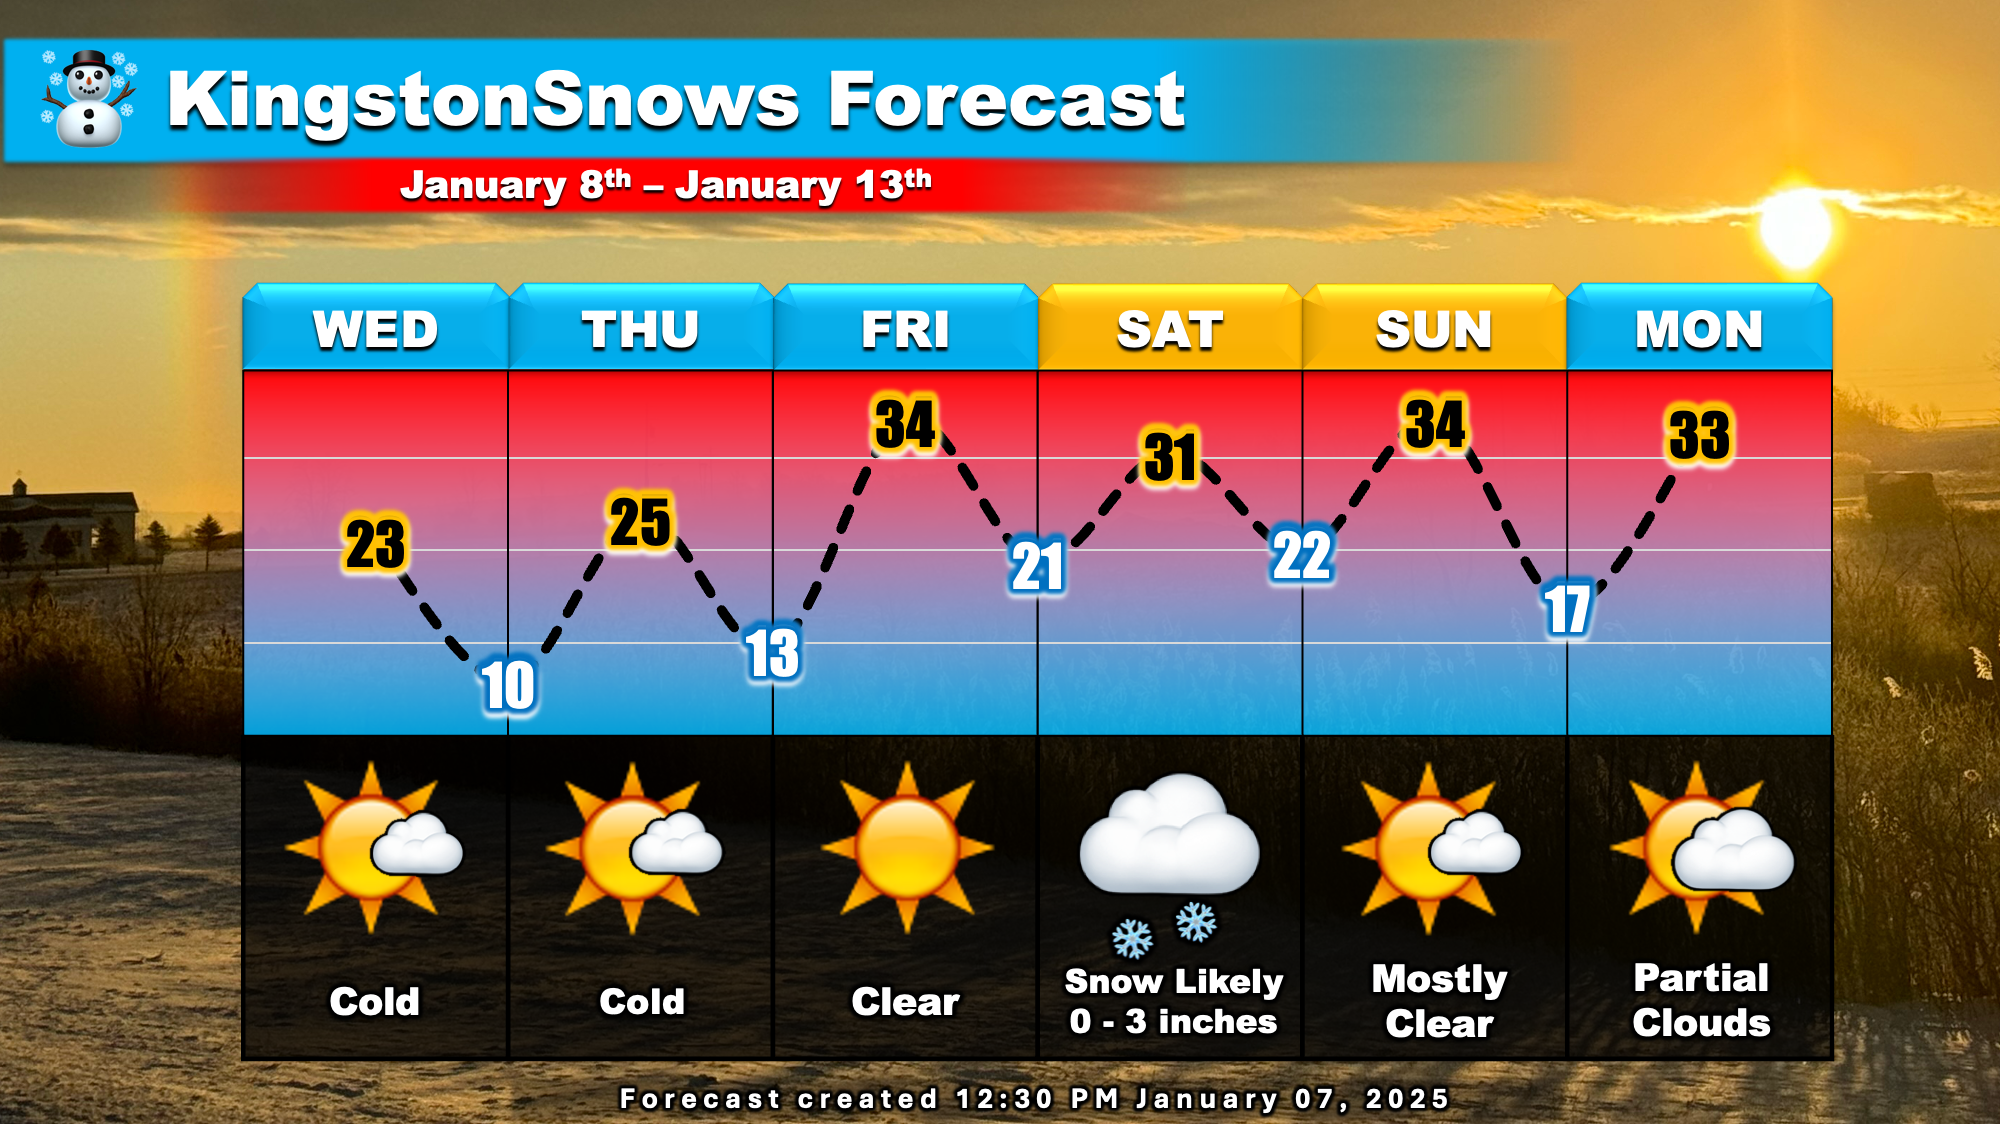 KingstonSnows Forecast
January 8th – January 13th
WED THU FRI SAT SUN MON
23 10 25 13 34 21 31 22 34 17 33
Cold
Cold
Clear
Snow Likely
0 - 3 inches
Mostly
Clear
Partial
Clouds
Forecast created 12:30 PM January 07, 2025